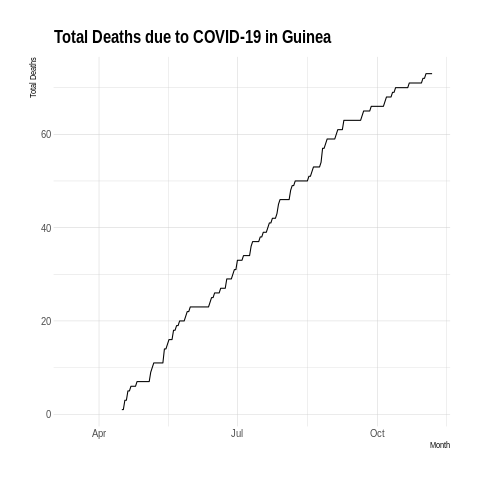 Total Deaths due to COVID-19 in Guinea
Total Deaths
60
40
20
0
Apr
Jul
Oct
Month